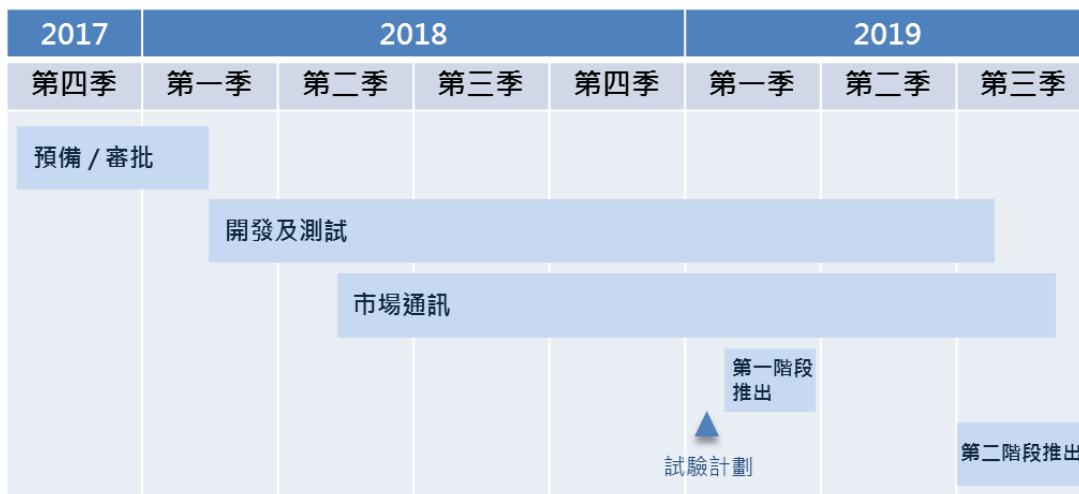 2017 2018 2019
第四季 第一季 第二季 第三季 第四季 第一季 第二季 第三季
預備 / 審批
開發及測試
市場通訊
第一階段
推出
試驗計劃
第二階段推出